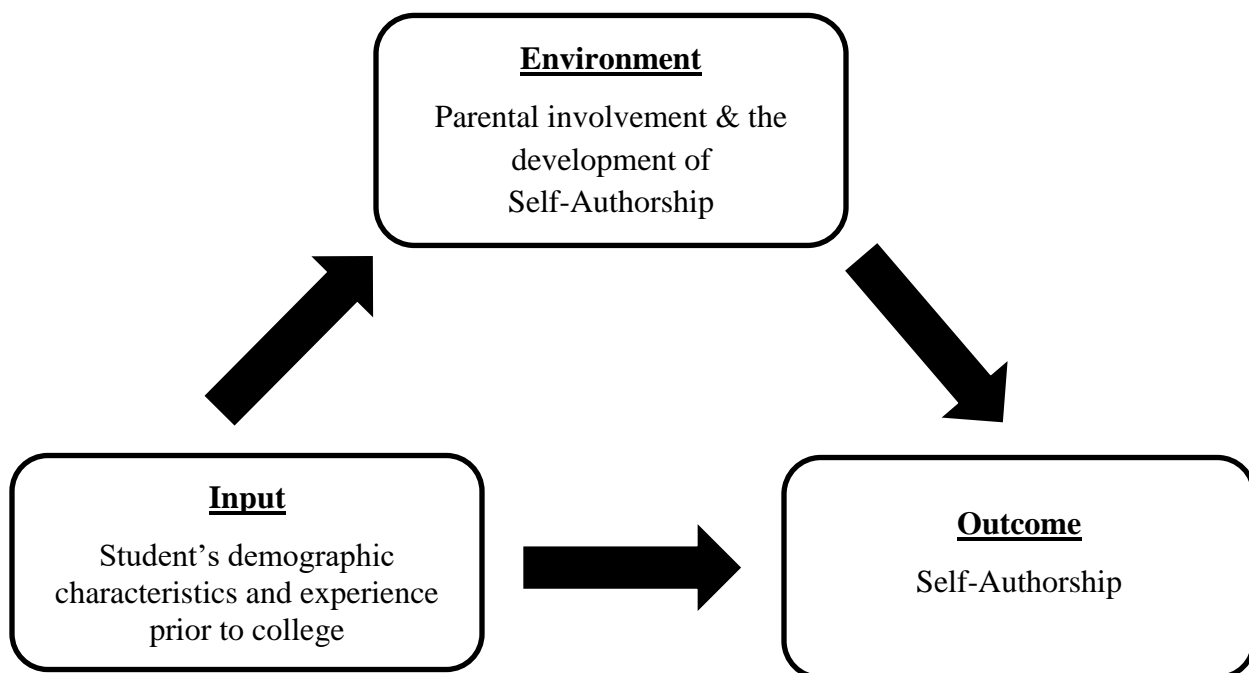 Environment
Parental involvement & the
development of
Self-Authorship
Input
Student’s demographic
characteristics and experience
prior to college
Outcome
Self-Authorship